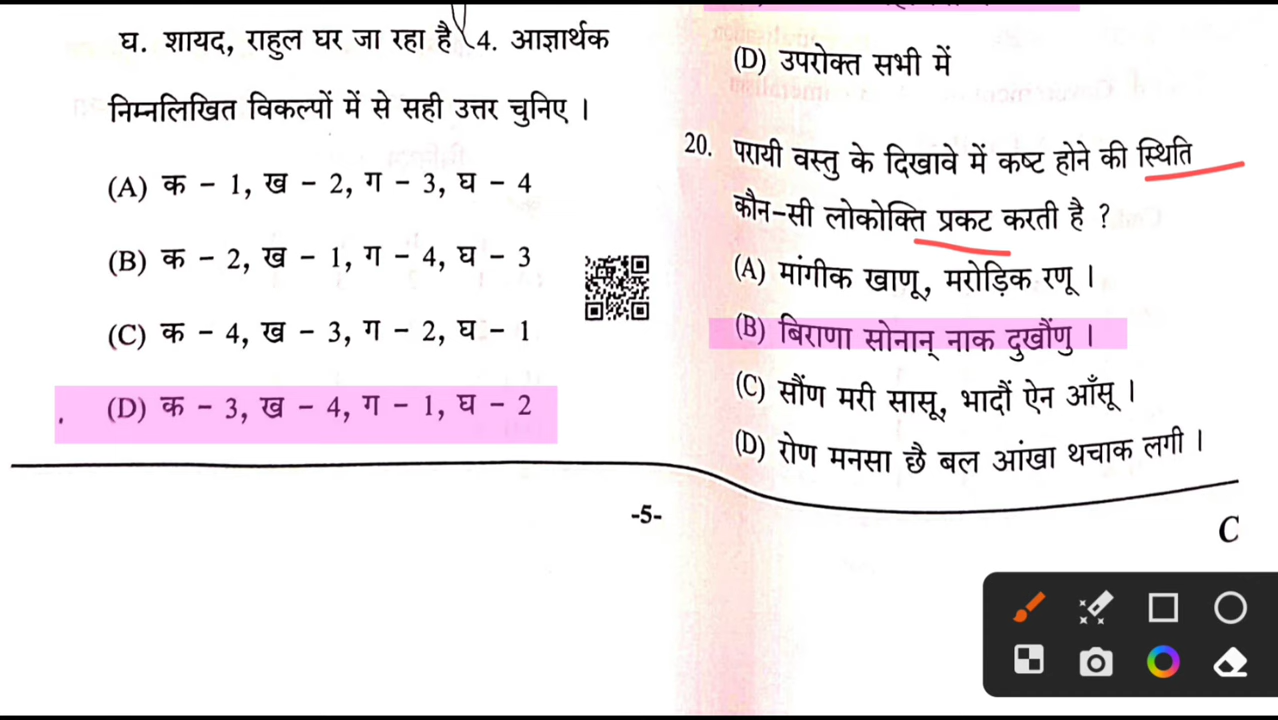 घ. शायद, राहुल घर जा रहा है 4. आज्ञार्थक
निम्नलिखित विकल्पों में से सही उत्तर चुनिए ।
(A) क – 1, ख – 2, ग – 3, घ – 4
(B) क – 2, ख – 1, ग – 4, घ – 3
(C) क – 4, ख – 3, ग – 2, घ – 1
(D) क – 3, ख – 4, ग – 1, घ – 2
(D) उपरोक्त सभी में
20. परायी वस्तु के दिखावे में कष्ट होने की स्थिति
कौन-सी लोकोक्ति प्रकट करती है ?
(A) मांगीक खाणू, मरोड़िक रणू ।
(B) बिराणा सोनान् नाक दुखौंणु ।
(C) सौंण मरी सासू, भादौं ऐन आँसू ।
(D) रोण मनसा छै बल आंखा थचाक लगी ।
-5-
C